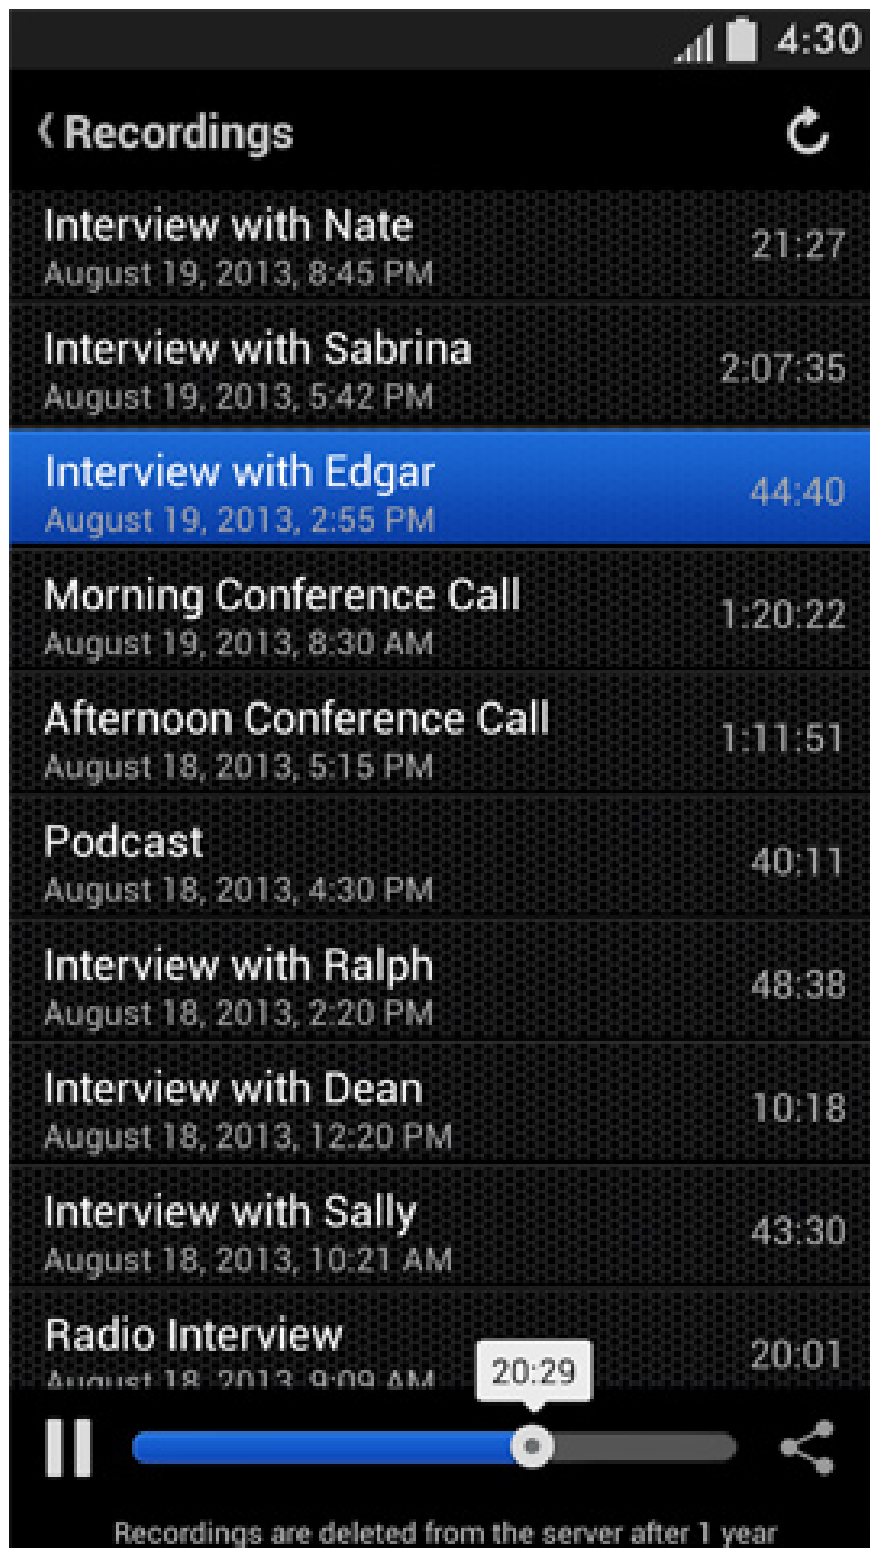 4:30
Recordings
Interview with Nate
August 19, 2013, 8:45 PM
21:27
Interview with Sabrina
August 19, 2013, 5:42 PM
2:07:35
Interview with Edgar
August 19, 2013, 2:55 PM
44:40
Morning Conference Call
August 19, 2013, 8:30 AM
1:20:22
Afternoon Conference Call
August 18, 2013, 5:15 PM
1:11:51
Podcast
August 18, 2013, 4:30 PM
40:11
Interview with Ralph
August 18, 2013, 2:20 PM
48:38
Interview with Dean
August 18, 2013, 12:20 PM
10:18
Interview with Sally
August 18, 2013, 10:21 AM
43:30
Radio Interview
August 18, 2013, 9:09 AM
20:01
20:29
Recordings are deleted from the server after 1 year